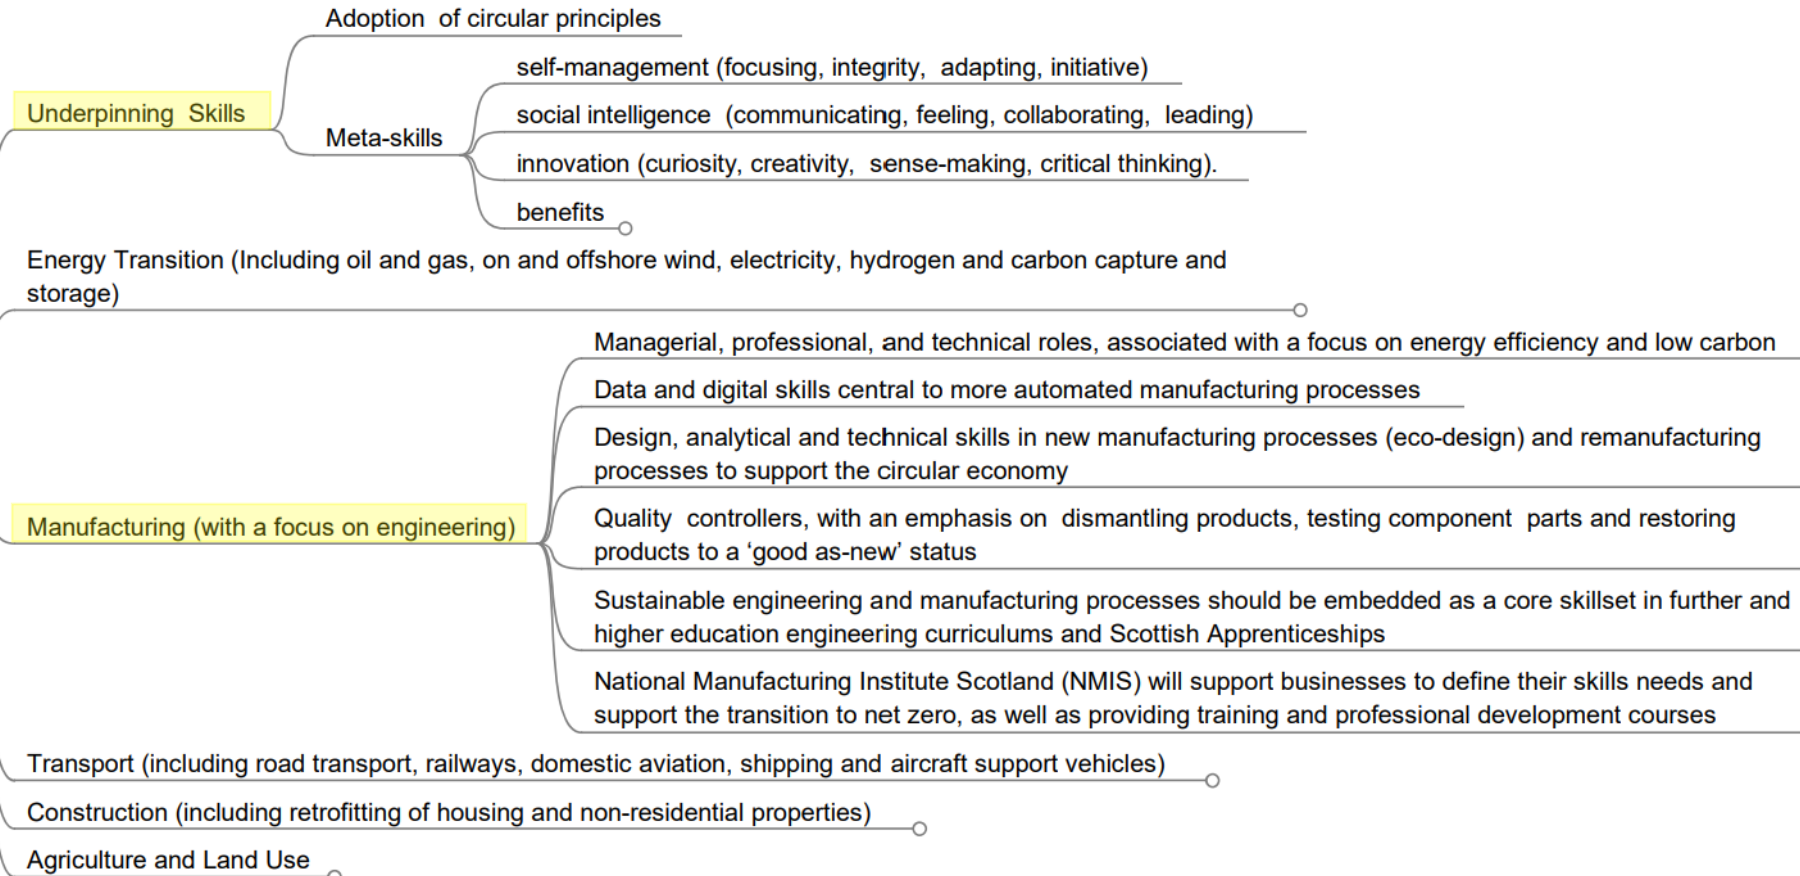 Adoption of circular principles
self-management (focusing, integrity, adapting, initiative)
Underpinning Skills
social intelligence (communicating, feeling, collaborating, leading)
Meta-skills
innovation (curiosity, creativity, sense-making, critical thinking).
benefits
Energy Transition (Including oil and gas, on and offshore wind, electricity, hydrogen and carbon capture and
storage)
Managerial, professional, and technical roles, associated with a focus on energy efficiency and low carbon
Data and digital skills central to more automated manufacturing processes
Design, analytical and technical skills in new manufacturing processes (eco-design) and remanufacturing
processes to support the circular economy
Manufacturing (with a focus on engineering)
Quality controllers, with an emphasis on dismantling products, testing component parts and restoring
products to a ‘good as-new’ status
Sustainable engineering and manufacturing processes should be embedded as a core skillset in further and
higher education engineering curriculums and Scottish Apprenticeships
National Manufacturing Institute Scotland (NMIS) will support businesses to define their skills needs and
support the transition to net zero, as well as providing training and professional development courses
Transport (including road transport, railways, domestic aviation, shipping and aircraft support vehicles)
Construction (including retrofitting of housing and non-residential properties)
Agriculture and Land Use